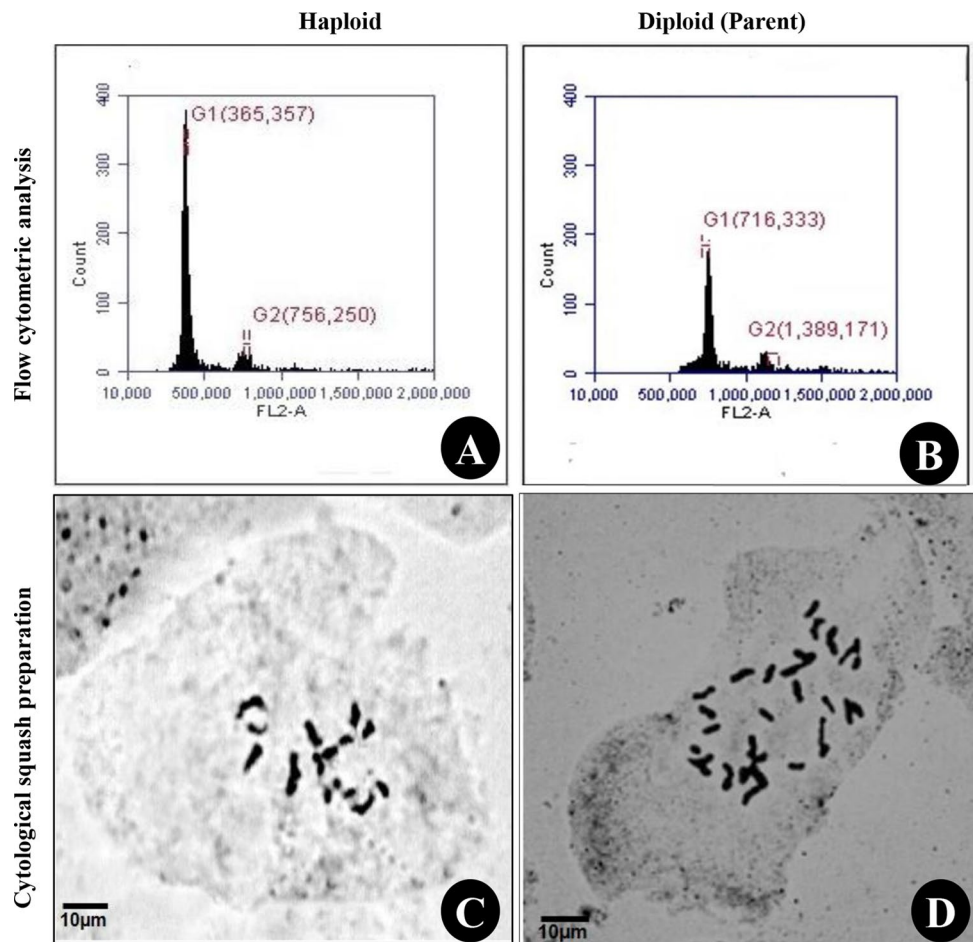 Haploid
Diploid (Parent)
Flow cytometric analysis
400
300
200
100
0
Count
G1(365,357)
G2(756,250)
10,000 500,000 1,000,000 1,500,000 2,000,000
FL2-A
A
400
300
200
100
0
Count
G1(716,333)
G2(1,389,171)
10,000 500,000 1,000,000 1,500,000 2,000,000
FL2-A
B
Cytological squash preparation
10µm
C
10µm
D